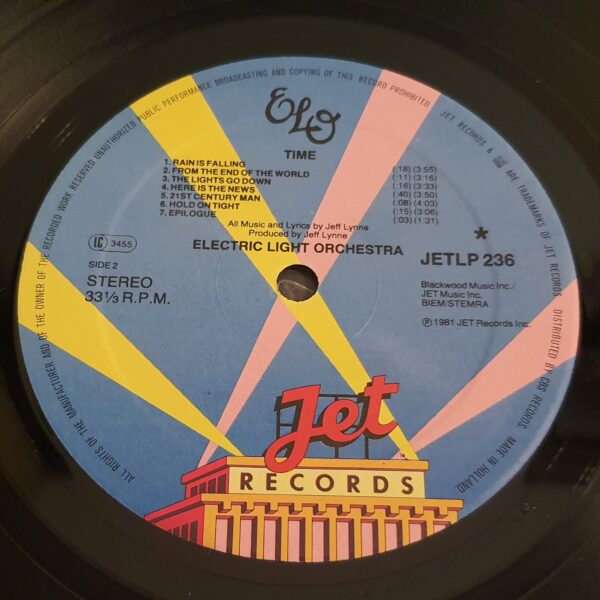 ELO
TIME
1. RAIN IS FALLING (:18) (3:55)
2. FROM THE END OF THE WORLD (:11) (3:16)
3. THE LIGHTS GO DOWN (:16) (3:33)
4. HERE IS THE NEWS (:40) (3:50)
5. 21ST CENTURY MAN (:08) (4:03)
6. HOLD ON TIGHT (:15) (3:06)
7. EPILOGUE (:03) (1:31)
All Music and Lyrics by Jeff Lynne
Produced by Jeff Lynne
ELECTRIC LIGHT ORCHESTRA
LC 3455
SIDE 2
STEREO
33⅓ R.P.M.
*
JETLP 236
Blackwood Music Inc./
JET Music Inc.
BIEM/STEMRA
℗ 1981 JET Records Inc.
Jet
TM
RECORDS
ALL RIGHTS OF THE MANUFACTURER AND OF THE OWNER OF THE RECORDED WORK RESERVED UNAUTHORIZED PUBLIC PERFORMANCE BROADCASTING AND COPYING OF THIS RECORD PROHIBITED
JET RECORDS & JET ARE TRADEMARKS OF JET RECORDS. DISTRIBUTED BY CBS RECORDS. MADE IN HOLLAND.